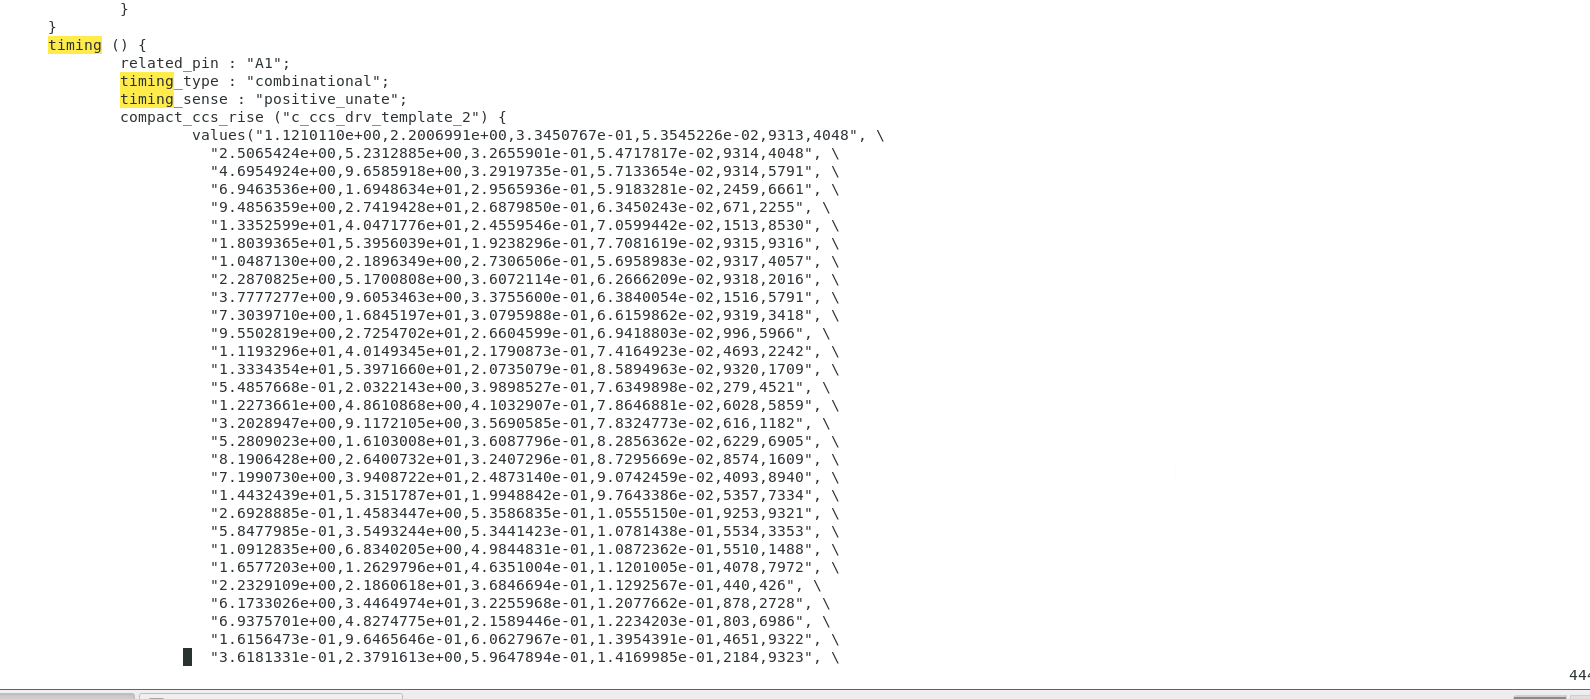 }
}
timing () {
related_pin : "A1";
timing_type : "combinational";
timing_sense : "positive_unate";
compact_ccs_rise ("c_ccs_drv_template_2") {
values("1.1210110e+00,2.2006991e+00,3.3450767e-01,5.3545226e-02,9313,4048", \
"2.5065424e+00,5.2312885e+00,3.2655901e-01,5.4717817e-02,9314,4048", \
"4.6954924e+00,9.6585918e+00,3.2919735e-01,5.7133654e-02,9314,5791", \
"6.9463536e+00,1.6948634e+01,2.9565936e-01,5.9183281e-02,2459,6661", \
"9.4856359e+00,2.7419428e+01,2.6879850e-01,6.3450243e-02,671,2255", \
"1.3352599e+01,4.0471776e+01,2.4559546e-01,7.0599442e-02,1513,8530", \
"1.8039365e+01,5.3956039e+01,1.9238296e-01,7.7081619e-02,9315,9316", \
"1.0487130e+00,2.1896349e+00,2.7306506e-01,5.6958983e-02,9317,4057", \
"2.2870825e+00,5.1700808e+00,3.6072114e-01,6.2666209e-02,9318,2016", \
"3.7777277e+00,9.6053463e+00,3.3755600e-01,6.3840054e-02,1516,5791", \
"7.3039710e+00,1.6845197e+01,3.0795988e-01,6.6159862e-02,9319,3418", \
"9.5502819e+00,2.7254702e+01,2.6604599e-01,6.9418803e-02,996,5966", \
"1.1193296e+01,4.0149345e+01,2.1790873e-01,7.4164923e-02,4693,2242", \
"1.3334354e+01,5.3971660e+01,2.0735079e-01,8.5894963e-02,9320,1709", \
"5.4857668e-01,2.0322143e+00,3.9898527e-01,7.6349898e-02,279,4521", \
"1.2273661e+00,4.8610868e+00,4.1032907e-01,7.8646881e-02,6028,5859", \
"3.2028947e+00,9.1172105e+00,3.5690585e-01,7.8324773e-02,616,1182", \
"5.2809023e+00,1.6103008e+01,3.6087796e-01,8.2856362e-02,6229,6905", \
"8.1906428e+00,2.6400732e+01,3.2407296e-01,8.7295669e-02,8574,1609", \
"7.1990730e+00,3.9408722e+01,2.4873140e-01,9.0742459e-02,4093,8940", \
"1.4432439e+01,5.3151787e+01,1.9948842e-01,9.7643386e-02,5357,7334", \
"2.6928885e-01,1.4583447e+00,5.3586835e-01,1.0555150e-01,9253,9321", \
"5.8477985e-01,3.5493244e+00,5.3441423e-01,1.0781438e-01,5534,3353", \
"1.0912835e+00,6.8340205e+00,4.9844831e-01,1.0872362e-01,5510,1488", \
"1.6577203e+00,1.2629796e+01,4.6351004e-01,1.1201005e-01,4078,7972", \
"2.2329109e+00,2.1860618e+01,3.6846694e-01,1.1292567e-01,440,426", \
"6.1733026e+00,3.4464974e+01,3.2255968e-01,1.2077662e-01,878,2728", \
"6.9375701e+00,4.8274775e+01,2.1589446e-01,1.2234203e-01,803,6986", \
"1.6156473e-01,9.6465646e-01,6.0627967e-01,1.3954391e-01,4651,9322", \
"3.6181331e-01,2.3791613e+00,5.9647894e-01,1.4169985e-01,2184,9323", \